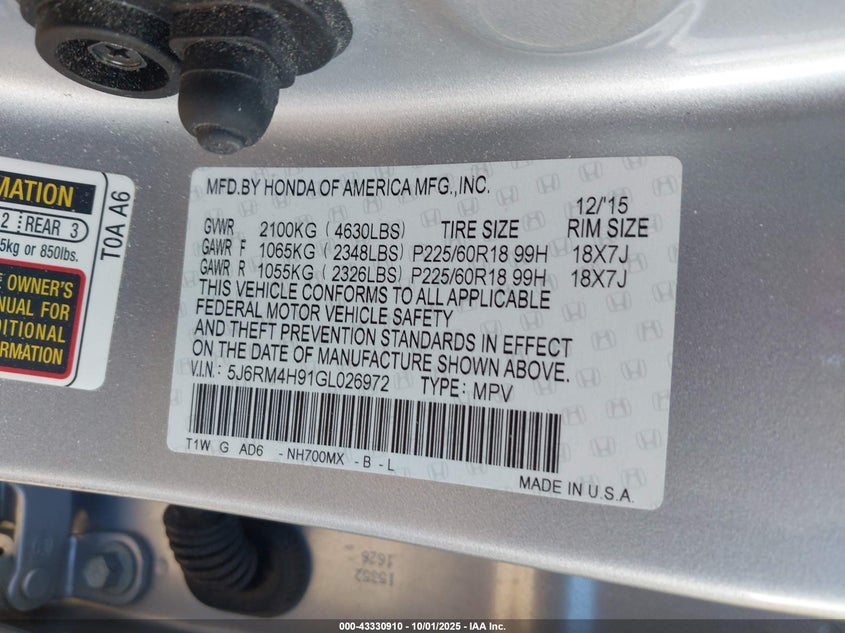 MATION
2 REAR 3
5kg or 850lbs.
E OWNER'S
NUAL FOR
DITIONAL
ORMATION
T0A A6
MFD.BY HONDA OF AMERICA MFG.,INC.
12/'15
GVWR 2100KG ( 4630LBS) TIRE SIZE RIM SIZE
GAWR F 1065KG ( 2348LBS) P225/60R18 99H 18X7J
GAWR R 1055KG ( 2326LBS) P225/60R18 99H 18X7J
THIS VEHICLE CONFORMS TO ALL APPLICABLE
FEDERAL MOTOR VEHICLE SAFETY
AND THEFT PREVENTION STANDARDS IN EFFECT
ON THE DATE OF MANUFACTURE SHOWN ABOVE.
V.I.N.: 5J6RM4H91GL026972 TYPE: MPV
T1W G AD6 -NH700MX -B-L
MADE IN U.S.A.
1626
15352
000-43330910 - 10/01/2025 - IAA Inc.